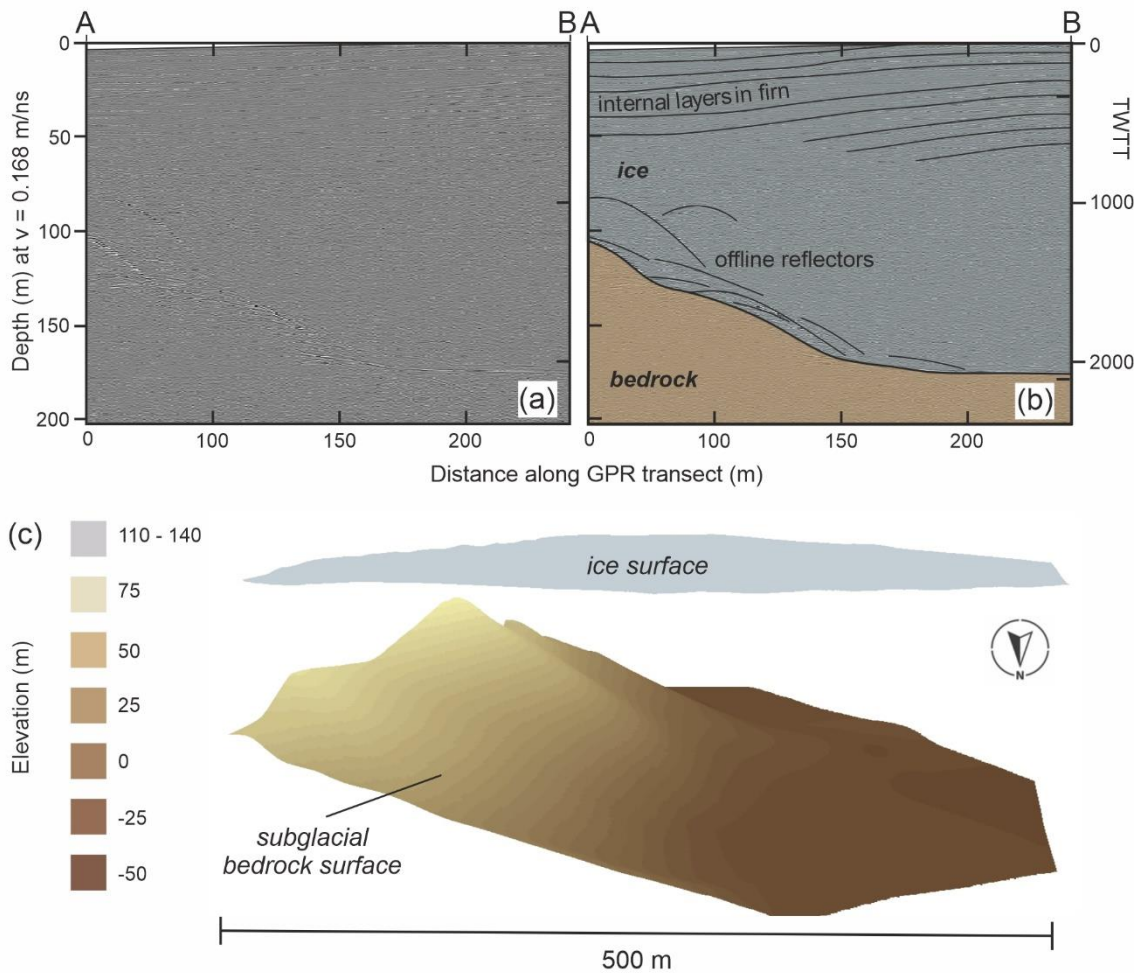 A
B
A
B
0
50
100
150
200
Depth (m) at v = 0.168 m/ns
(a)
0
100
150
200
internal layers in firn
ice
offline reflectors
bedrock
(b)
0
1000
2000
TWTT
0
100
150
200
Distance along GPR transect (m)
(c)
Elevation (m)
110 - 140
75
50
25
0
-25
-50
ice surface
N
subglacial
bedrock surface
500 m